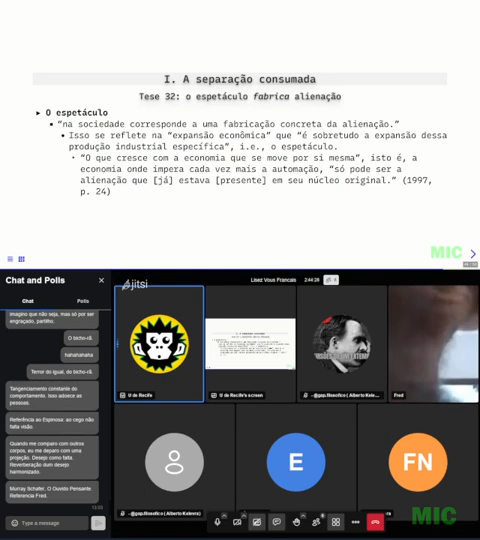 I. A separação consumada
Tese 32: o espetáculo fabrica alienação
▸ O espetáculo
▪ “na sociedade corresponde a uma fabricação concreta da alienação.”
• Isso se reflete na “expansão econômica” que “é sobretudo a expansão dessa
produção industrial específica”, i.e., o espetáculo.
· “O que cresce com a economia que se move por si mesma”, isto é, a
economia onde impera cada vez mais a automação, “só pode ser a
alienação que [já] estava [presente] em seu núcleo original.” (1997,
p. 24)
MIC
Chat and Polls
Chat
Polls
Imagino que não seja, mas só por ser
engraçado, partilho.
O bicho-rã.
hahahahaha
Terror do igual, do bicho-rã.
Tangenciamento constante do
comportamento. Isso adoece as
pessoas.
Referência ao Espinosa: ao cego não
falta visão.
Quando me comparo com outros
corpos, eu me deparo com uma
projeção. Desejo como falta.
Reverberação dum desejo
harmonizado.
Murray Schafer, O Ouvido Pensante
Referencia Fred.
Type a message
jitsi
Lisez Vous Francais
2:44:28
U de Recife
U de Recife's screen
Fred
E
FN
MIC